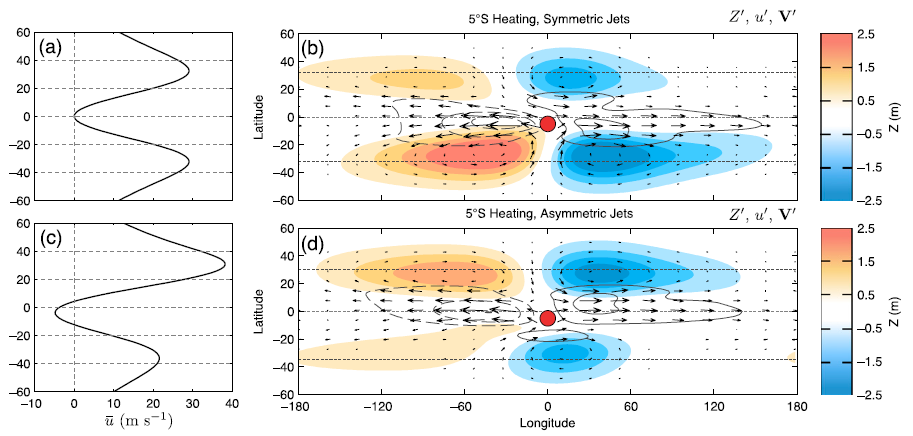 5°S Heating, Symmetric Jets
Z′, u′, V′
(a)
(b)
60
40
20
0
−20
−40
−60
Latitude
60
40
20
0
−20
−40
−60
2.5
1.5
0.5
−0.5
−1.5
−2.5
Z (m)
5°S Heating, Asymmetric Jets
Z′, u′, V′
(c)
(d)
60
40
20
0
−20
−40
−60
−10 0 10 20 30 40
ū (m s⁻¹)
Latitude
60
40
20
0
−20
−40
−60
−180 −120 −60 0 60 120 180
Longitude
2.5
1.5
0.5
−0.5
−1.5
−2.5
Z (m)